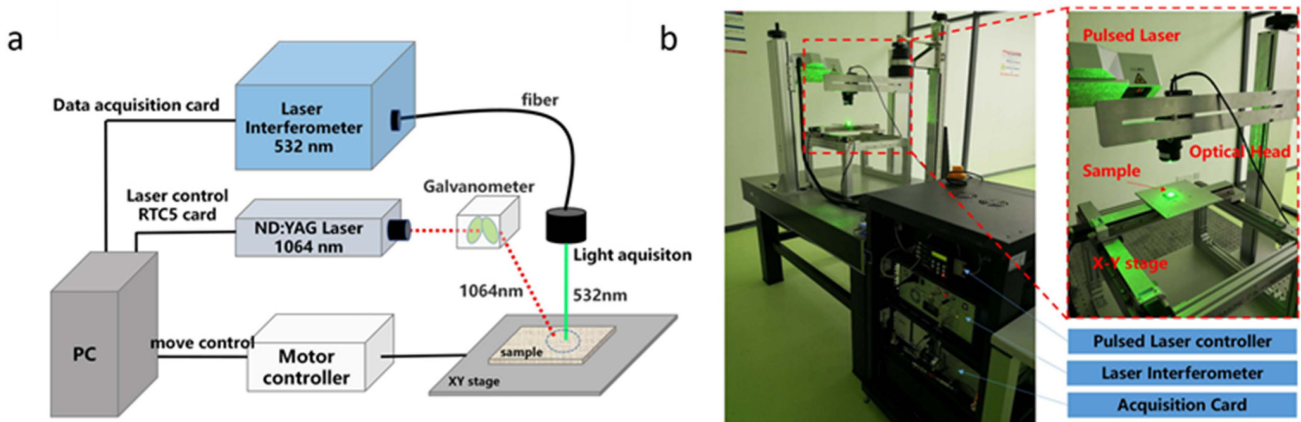 a
Data acquisition card
Laser
Interferometer
532 nm
fiber
Laser control
RTC5 card
ND:YAG Laser
1064 nm
Galvanometer
Light aquisiton
1064nm
532nm
PC
move control
Motor
controller
sample
XY stage
b
Pulsed Laser
Optical Head
Sample
X-Y stage
Pulsed Laser controller
Laser Interferometer
Acquisition Card